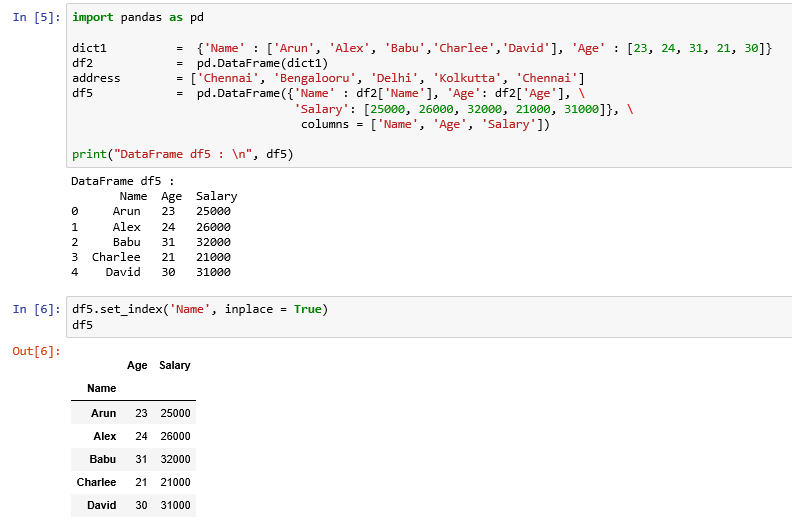 In [5]: import pandas as pd
dict1 = {'Name' : ['Arun', 'Alex', 'Babu','Charlee','David'], 'Age' : [23, 24, 31, 21, 30]}
df2 = pd.DataFrame(dict1)
address = ['Chennai', 'Bengalooru', 'Delhi', 'Kolkutta', 'Chennai']
df5 = pd.DataFrame({'Name' : df2['Name'], 'Age': df2['Age'], \
'Salary': [25000, 26000, 32000, 21000, 31000]}, \
columns = ['Name', 'Age', 'Salary'])
print("DataFrame df5 : \n", df5)
DataFrame df5 :
Name Age Salary
0 Arun 23 25000
1 Alex 24 26000
2 Babu 31 32000
3 Charlee 21 21000
4 David 30 31000
In [6]: df5.set_index('Name', inplace = True)
df5
Out[6]:
Age Salary
Name
Arun 23 25000
Alex 24 26000
Babu 31 32000
Charlee 21 21000
David 30 31000